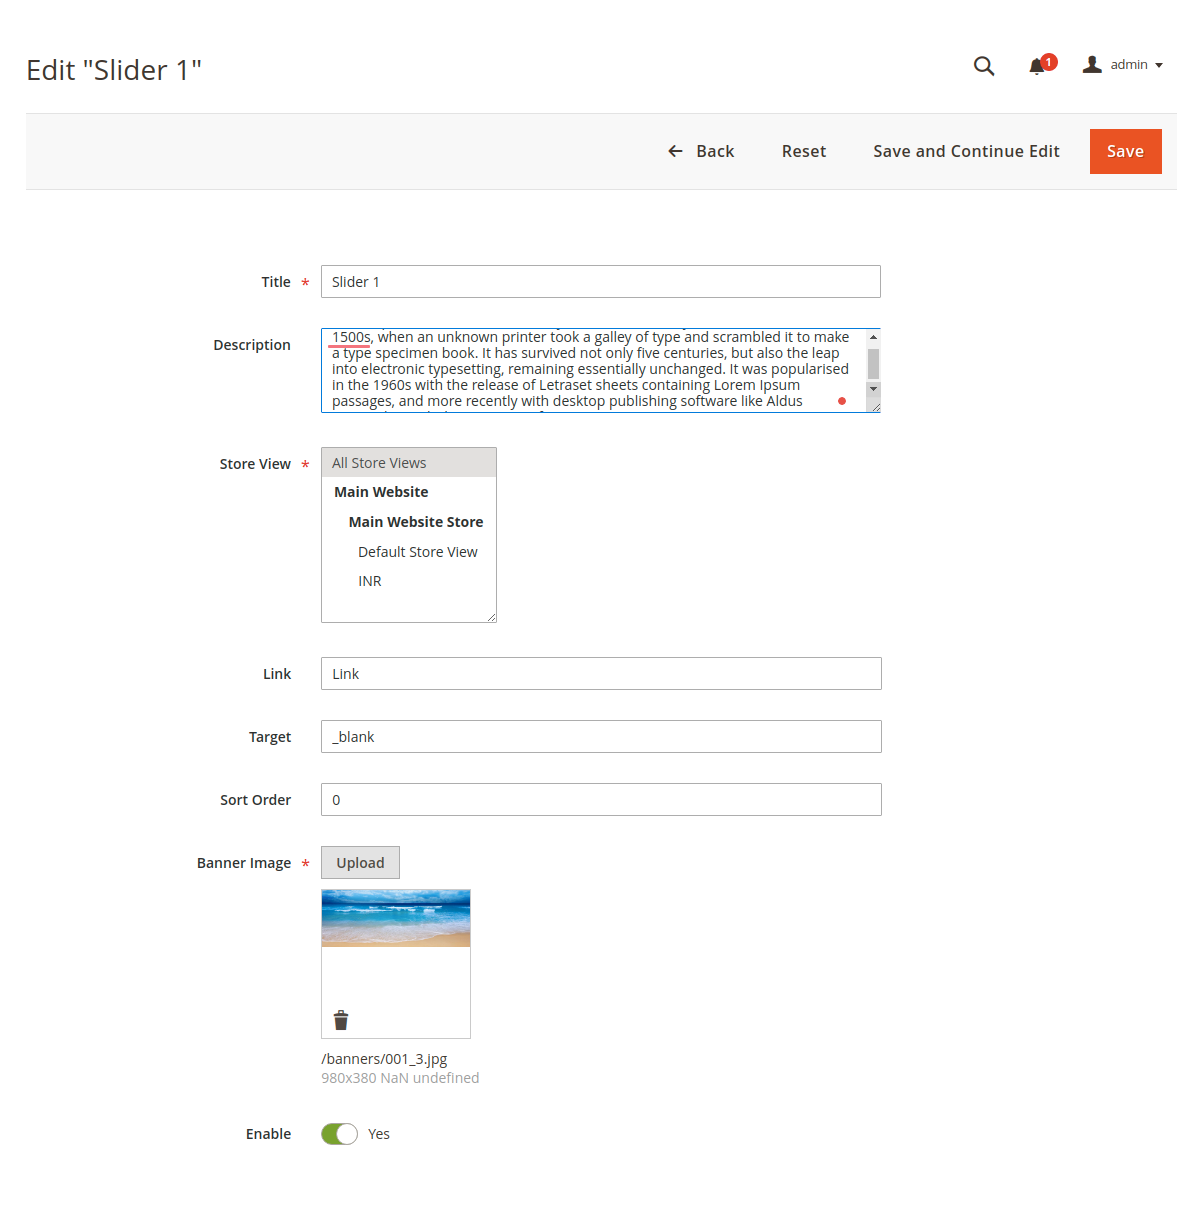 Edit "Slider 1"
1
admin
Back
Reset
Save and Continue Edit
Save
Title *
Slider 1
Description
1500s, when an unknown printer took a galley of type and scrambled it to make
a type specimen book. It has survived not only five centuries, but also the leap
into electronic typesetting, remaining essentially unchanged. It was popularised
in the 1960s with the release of Letraset sheets containing Lorem Ipsum
passages, and more recently with desktop publishing software like Aldus
Store View *
All Store Views
Main Website
Main Website Store
Default Store View
INR
Link
Link
Target
_blank
Sort Order
0
Banner Image *
Upload
/banners/001_3.jpg
980x380 NaN undefined
Enable
Yes